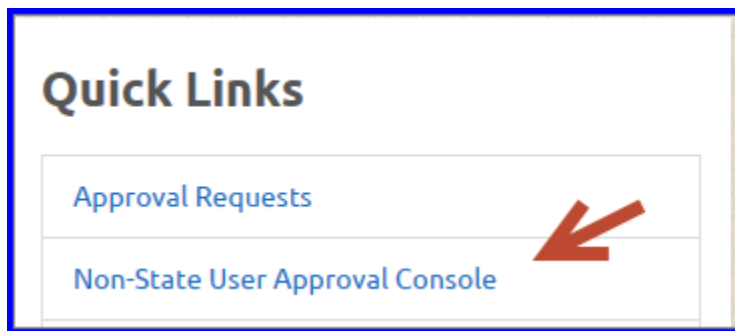 Quick Links
Approval Requests
Non-State User Approval Console